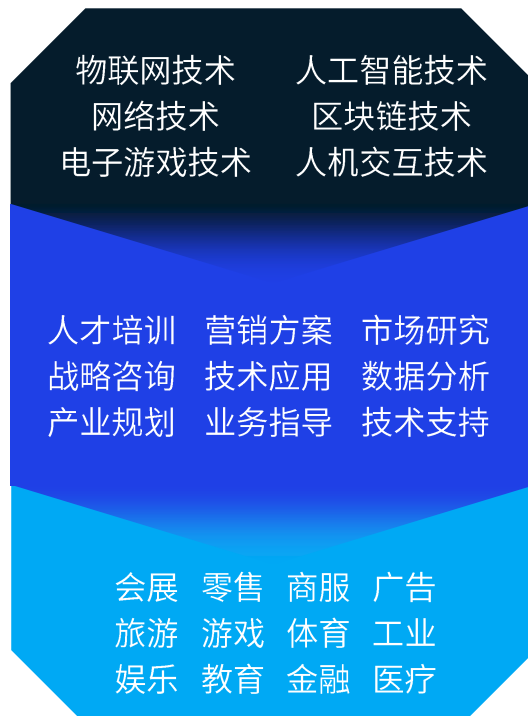 物联网技术 人工智能技术
网络技术 区块链技术
电子游戏技术 人机交互技术
人才培训 营销方案 市场研究
战略咨询 技术应用 数据分析
产业规划 业务指导 技术支持
会展 零售 商服 广告
旅游 游戏 体育 工业
娱乐 教育 金融 医疗